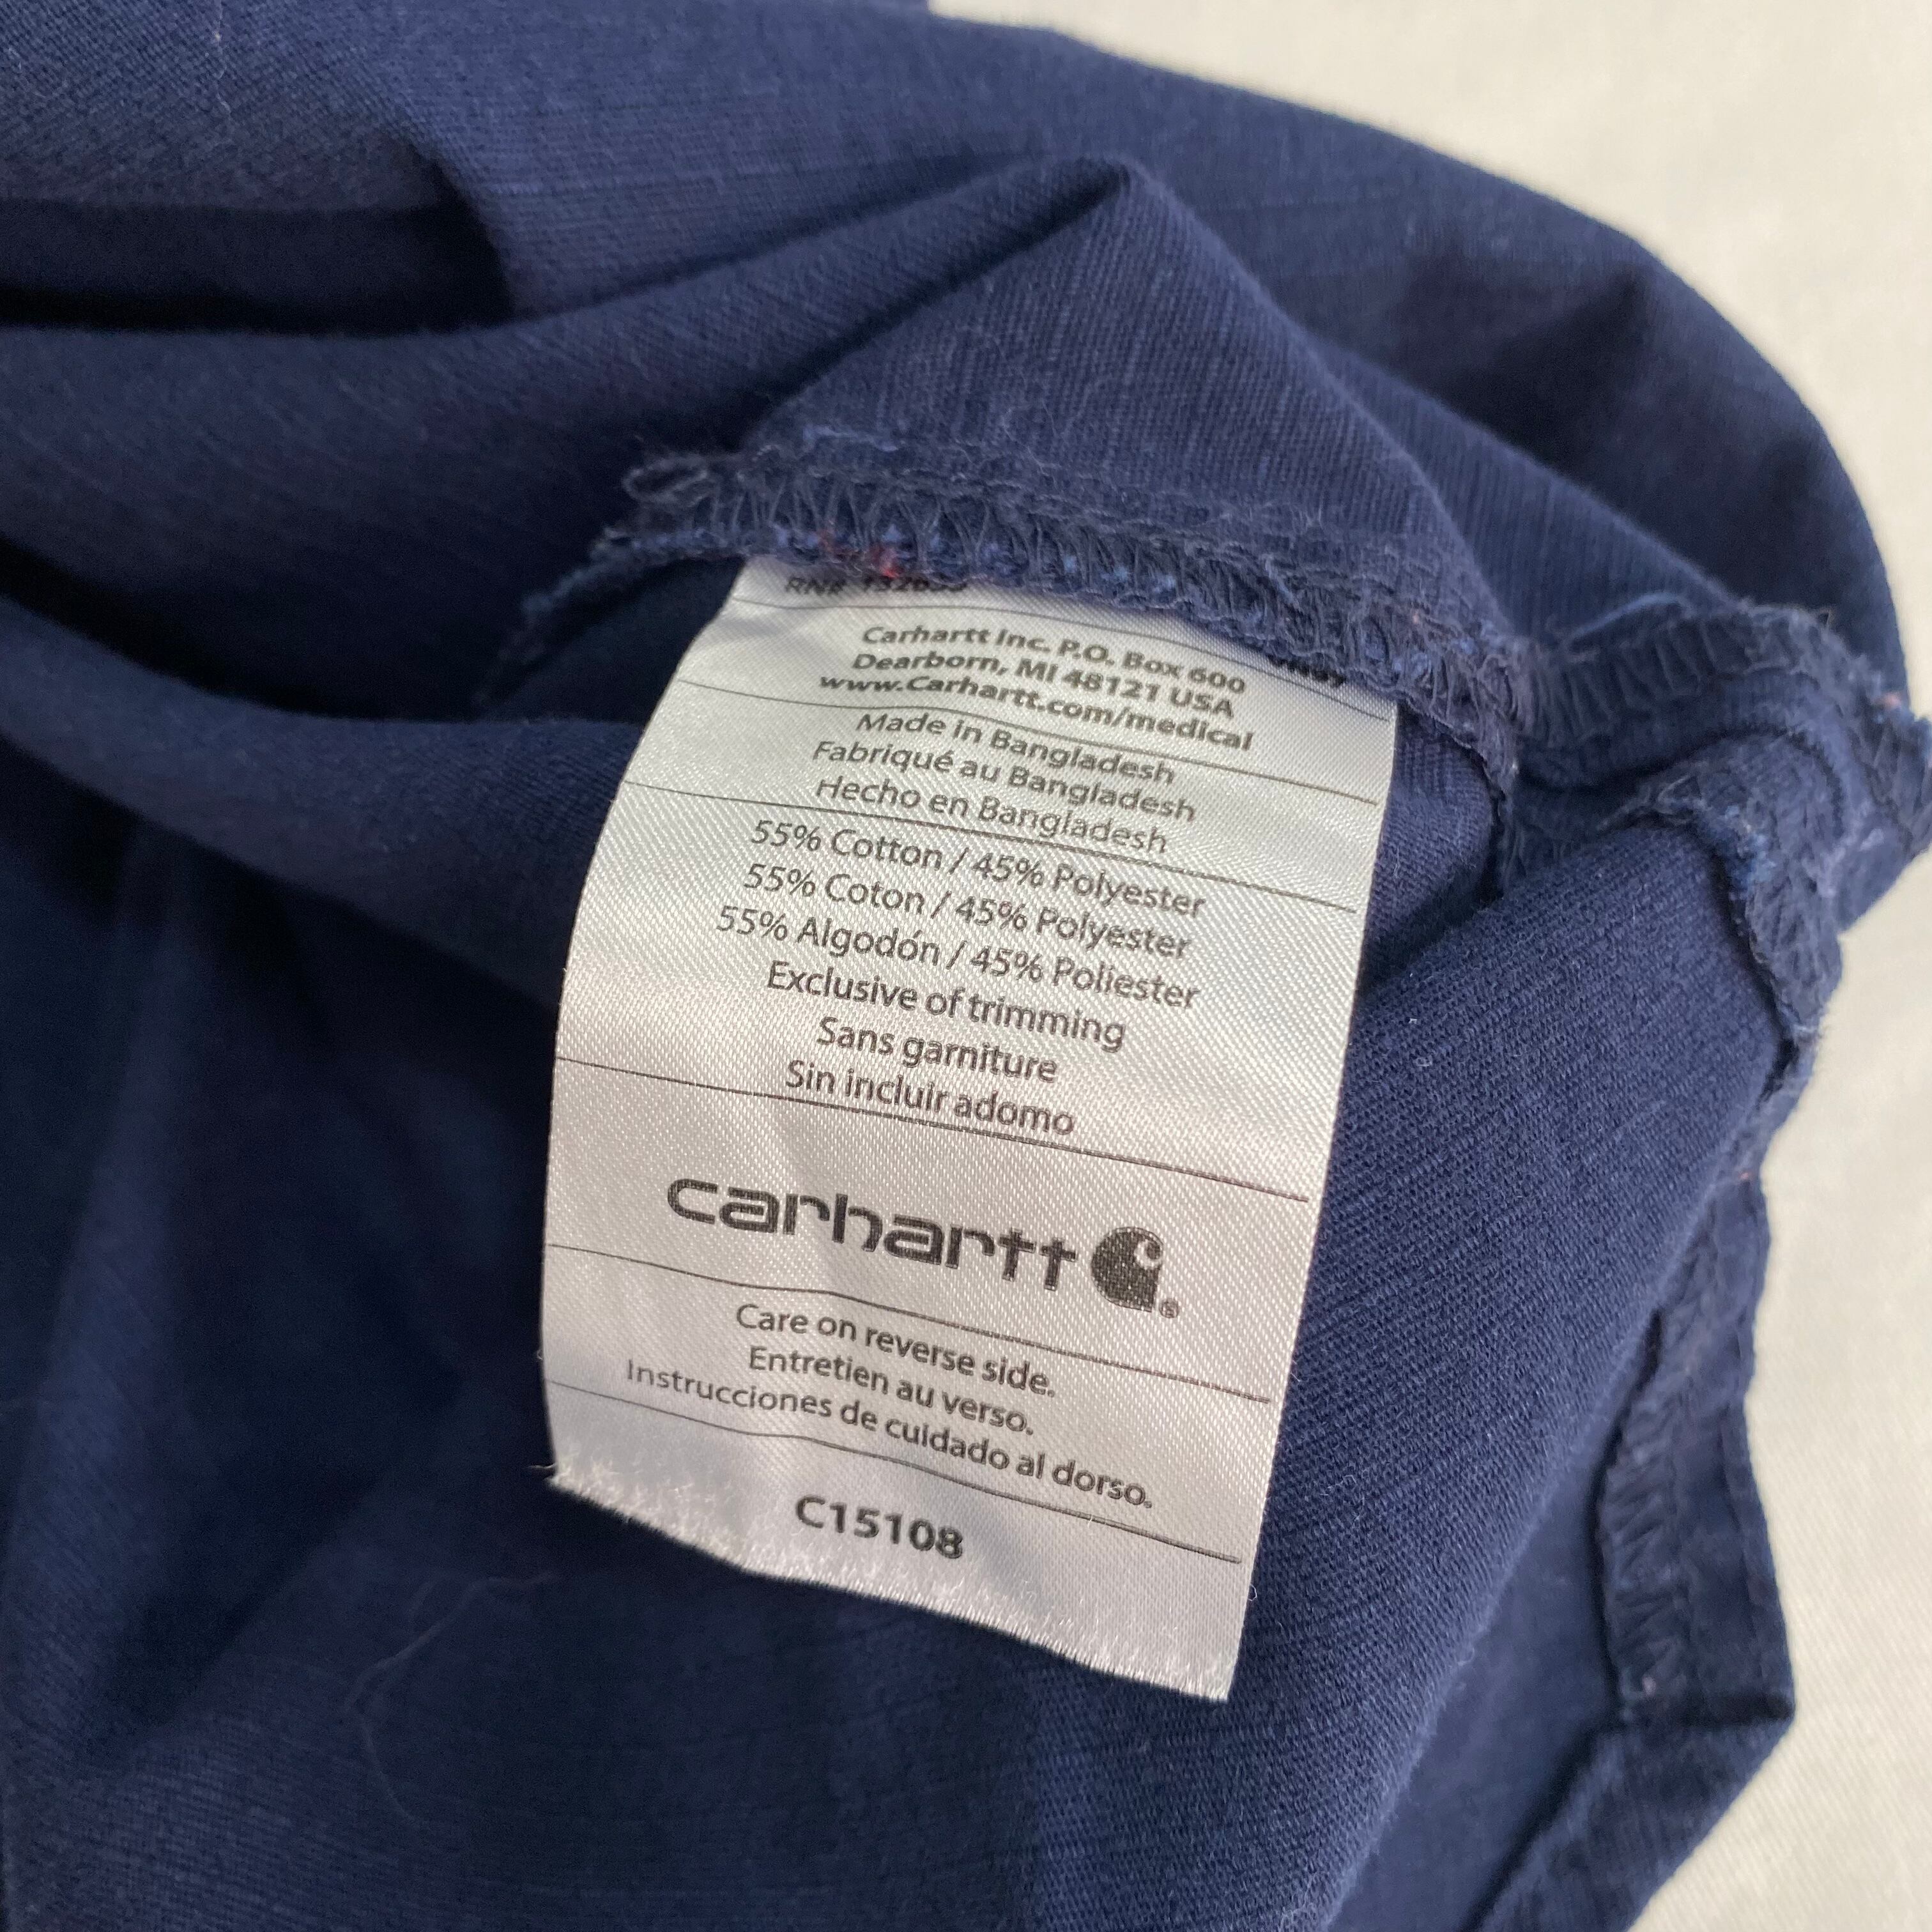 RN#
Carhartt Inc. P.O. Box 600
Dearborn, MI 48121 USA
www.Carhartt.com/medical
Made in Bangladesh
Fabriqué au Bangladesh
Hecho en Bangladesh
55% Cotton / 45% Polyester
55% Coton / 45% Polyester
55% Algodón / 45% Poliester
Exclusive of trimming
Sans garniture
Sin incluir adomo
carhartt
Care on reverse side.
Entretien au verso.
Instrucciones de cuidado al dorso.
C15108